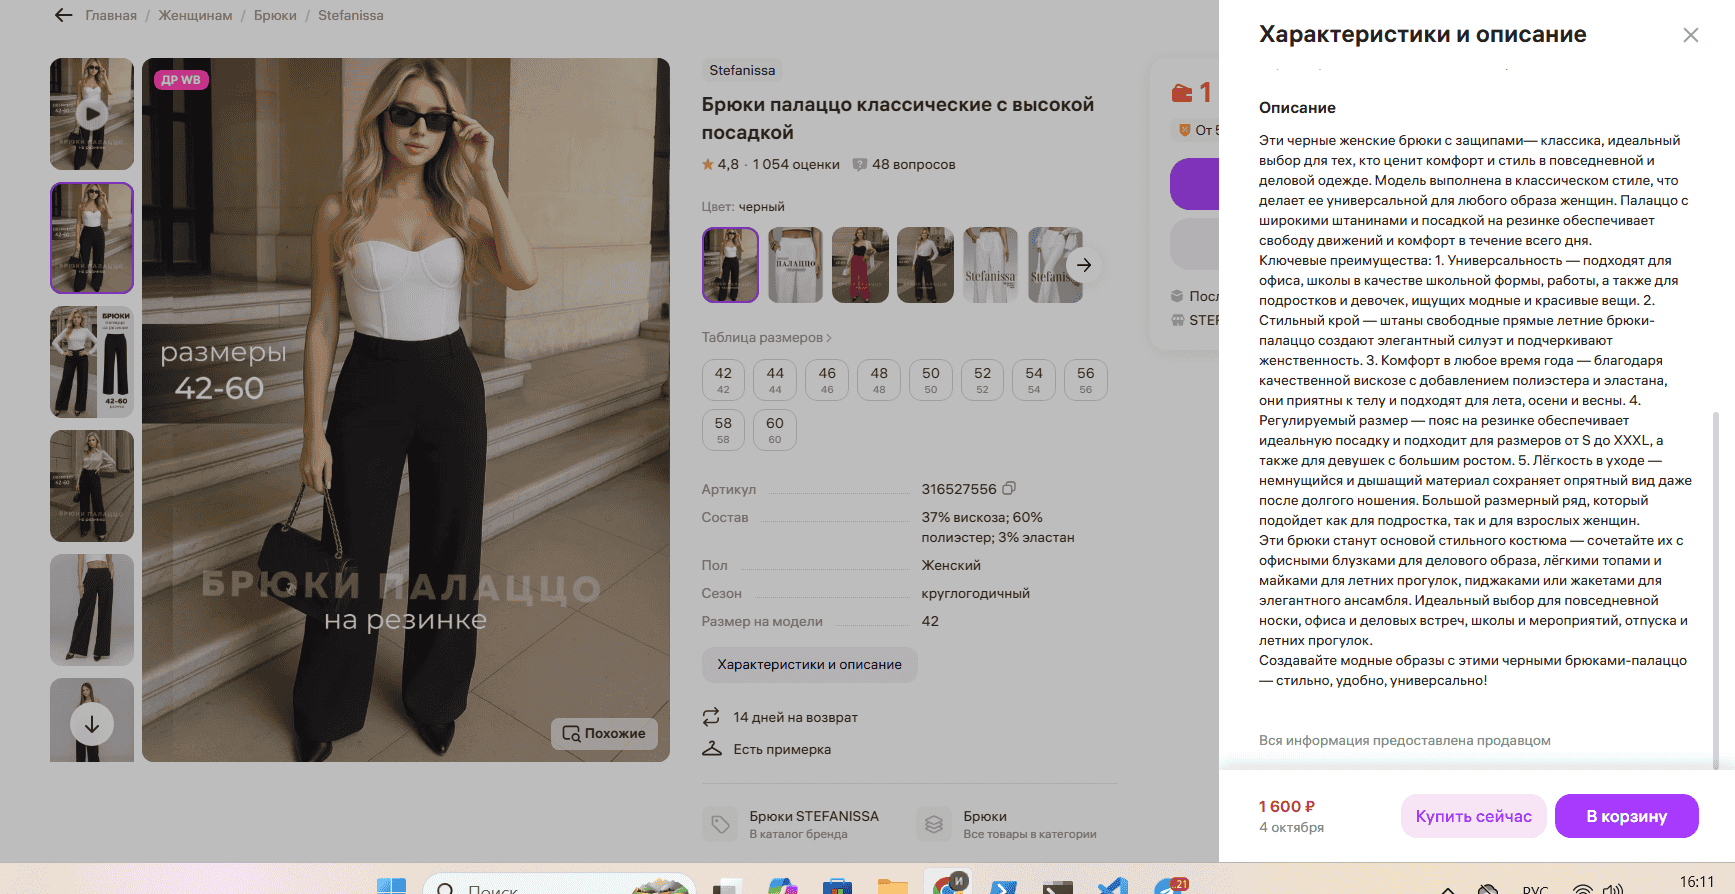 Главная / Женщинам / Брюки / Stefanissa
ДР WB
размеры
42-60
БРЮКИ ПАЛАЦЦО
на резинке
Похожие
БРЮКИ
42-60
Stefanissa
Брюки палаццо классические с высокой
посадкой
4,8 · 1 054 оценки 48 вопросов
Цвет: черный
ПАЛАЦЦО
Stefanissa
Таблица размеров
42 44 46 48 50 52 54 56
42 44 46 48 50 52 54 56
58 60
58 60
Артикул 316527556
Состав 37% вискоза; 60%
полиэстер; 3% эластан
Пол Женский
Сезон круглогодичный
Размер на модели 42
Характеристики и описание
14 дней на возврат
Есть примерка
Брюки STEFANISSA
В каталог бренда
Брюки
Все товары в категории
1
От 5
Характеристики и описание
Описание
Эти черные женские брюки с защипами— классика, идеальный
выбор для тех, кто ценит комфорт и стиль в повседневной и
деловой одежде. Модель выполнена в классическом стиле, что
делает ее универсальной для любого образа женщин. Палаццо с
широкими штанинами и посадкой на резинке обеспечивает
свободу движений и комфорт в течение всего дня.
Ключевые преимущества: 1. Универсальность — подходят для
офиса, школы в качестве школьной формы, работы, а также для
подростков и девочек, ищущих модные и красивые вещи. 2.
Стильный крой — штаны свободные прямые летние брюки-
палаццо создают элегантный силуэт и подчеркивают
женственность. 3. Комфорт в любое время года — благодаря
качественной вискозе с добавлением полиэстера и эластана,
они приятны к телу и подходят для лета, осени и весны. 4.
Регулируемый размер — пояс на резинке обеспечивает
идеальную посадку и подходит для размеров от S до XXXL, а
также для девушек с большим ростом. 5. Лёгкость в уходе —
немнущийся и дышащий материал сохраняет опрятный вид даже
после долгого ношения. Большой размерный ряд, который
подойдет как для подростка, так и для взрослых женщин.
Эти брюки станут основой стильного костюма — сочетайте их с
офисными блузками для делового образа, лёгкими топами и
майками для летних прогулок, пиджаками или жакетами для
элегантного ансамбля. Идеальный выбор для повседневной
носки, офиса и деловых встреч, школы и мероприятий, отпуска и
летних прогулок.
Создавайте модные образы с этими черными брюками-палаццо
— стильно, удобно, универсально!
Вся информация предоставлена продавцом
1 600 ₽
4 октября
Купить сейчас
В корзину
Поиск
И
21
РУС
16:11